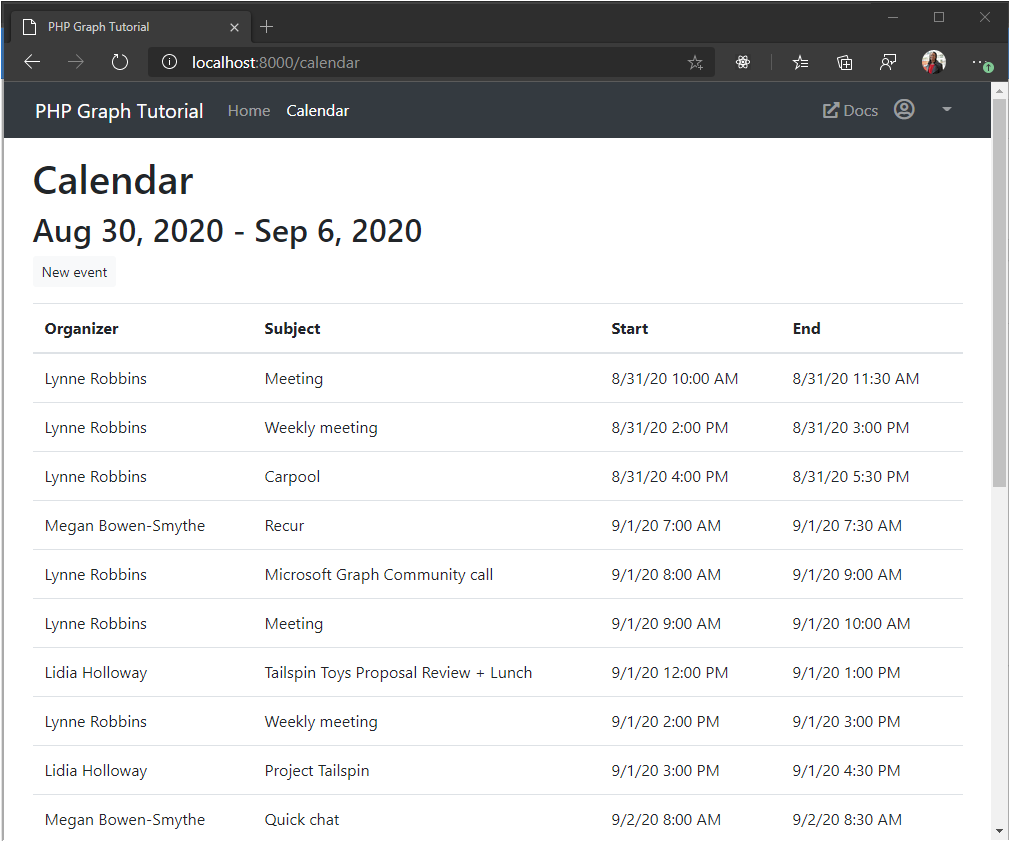 PHP Graph Tutorial
localhost:8000/calendar
PHP Graph Tutorial Home Calendar Docs
Calendar
Aug 30, 2020 - Sep 6, 2020
New event
Organizer Subject Start End
Lynne Robbins Meeting 8/31/20 10:00 AM 8/31/20 11:30 AM
Lynne Robbins Weekly meeting 8/31/20 2:00 PM 8/31/20 3:00 PM
Lynne Robbins Carpool 8/31/20 4:00 PM 8/31/20 5:30 PM
Megan Bowen-Smythe Recur 9/1/20 7:00 AM 9/1/20 7:30 AM
Lynne Robbins Microsoft Graph Community call 9/1/20 8:00 AM 9/1/20 9:00 AM
Lynne Robbins Meeting 9/1/20 9:00 AM 9/1/20 10:00 AM
Lidia Holloway Tailspin Toys Proposal Review + Lunch 9/1/20 12:00 PM 9/1/20 1:00 PM
Lynne Robbins Weekly meeting 9/1/20 2:00 PM 9/1/20 3:00 PM
Lidia Holloway Project Tailspin 9/1/20 3:00 PM 9/1/20 4:30 PM
Megan Bowen-Smythe Quick chat 9/2/20 8:00 AM 9/2/20 8:30 AM